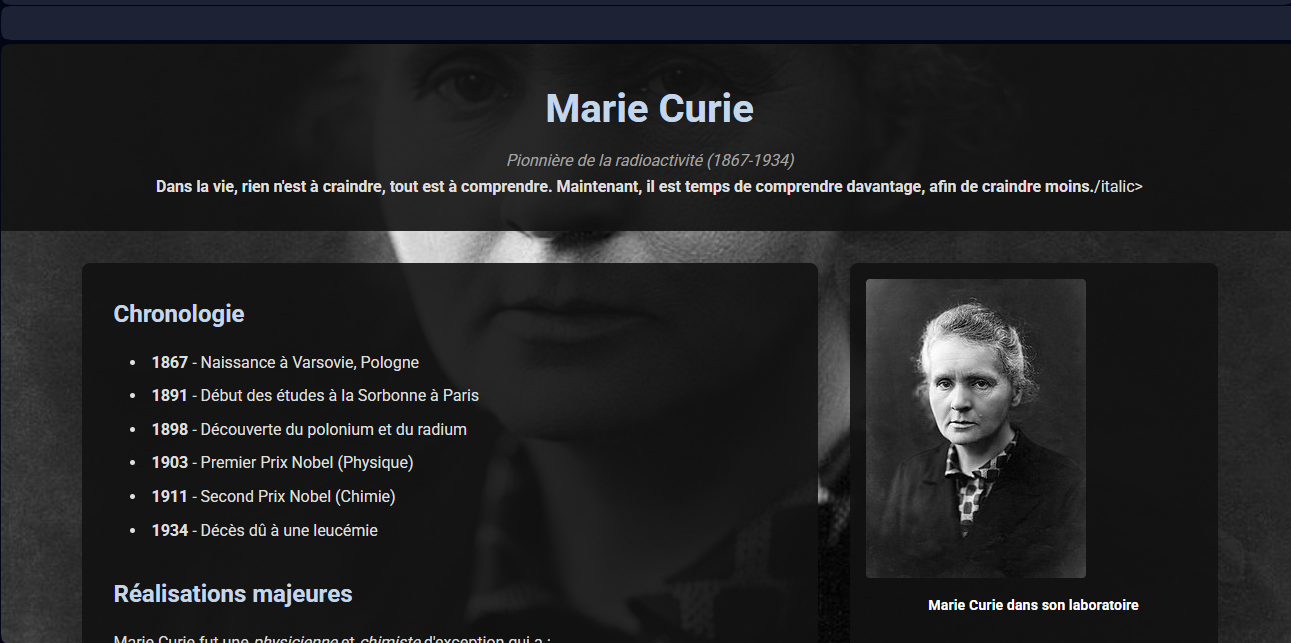 Marie Curie
Pionnière de la radioactivité (1867-1934)
Dans la vie, rien n'est à craindre, tout est à comprendre. Maintenant, il est temps de comprendre davantage, afin de craindre moins./italic>
Chronologie
1867 - Naissance à Varsovie, Pologne
1891 - Début des études à la Sorbonne à Paris
1898 - Découverte du polonium et du radium
1903 - Premier Prix Nobel (Physique)
1911 - Second Prix Nobel (Chimie)
1934 - Décès dû à une leucémie
Réalisations majeures
Marie Curie fut une physicienne et chimiste d'exception qui a :
Marie Curie dans son laboratoire